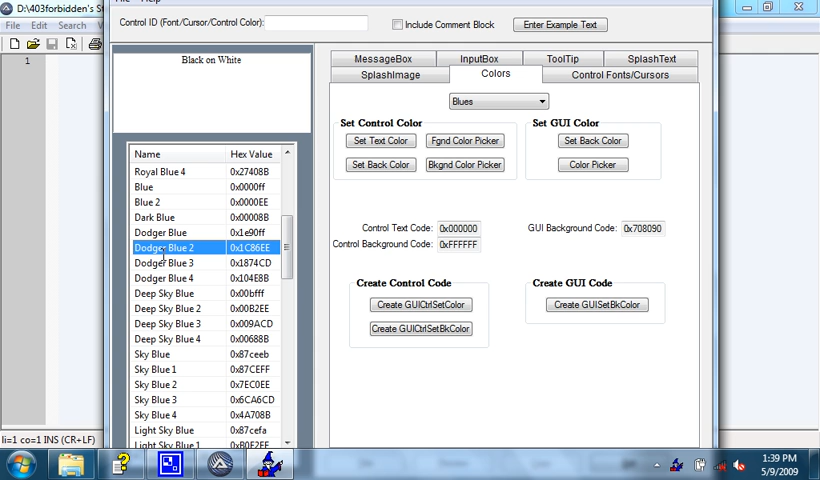 D:\403forbidden's S
File Help
File Edit Search
Control ID (Font/Cursor/Control Color):
Include Comment Block
Enter Example Text
Black on White
MessageBox InputBox ToolTip SplashText
SplashImage Colors Control Fonts/Cursors
1
Blues
Set Control Color
Set GUI Color
Set Text Color Fgnd Color Picker Set Back Color
Set Back Color Bkgnd Color Picker Color Picker
Name Hex Value
Royal Blue 4 0x27408B
Blue 0x0000ff
Blue 2 0x0000EE
Dark Blue 0x00008B
Dodger Blue 0x1e90ff
Dodger Blue 2 0x1C86EE
Dodger Blue 3 0x1874CD
Dodger Blue 4 0x104E8B
Deep Sky Blue 0x00bfff
Deep Sky Blue 2 0x00B2EE
Deep Sky Blue 3 0x009ACD
Deep Sky Blue 4 0x00688B
Sky Blue 0x87ceeb
Sky Blue 1 0x87CEFF
Sky Blue 2 0x7EC0EE
Sky Blue 3 0x6CA6CD
Sky Blue 4 0x4A708B
Light Sky Blue 0x87cefa
Light Sky Blue 1 0xB0E2FF
Control Text Code: 0x000000
GUI Background Code: 0x708090
Control Background Code: 0xFFFFFF
Create Control Code
Create GUI Code
Create GUICtrlSetColor
Create GUISetBkColor
Create GUICtrlSetBkColor
li=1 co=1 INS (CR+LF)
1:39 PM
5/9/2009